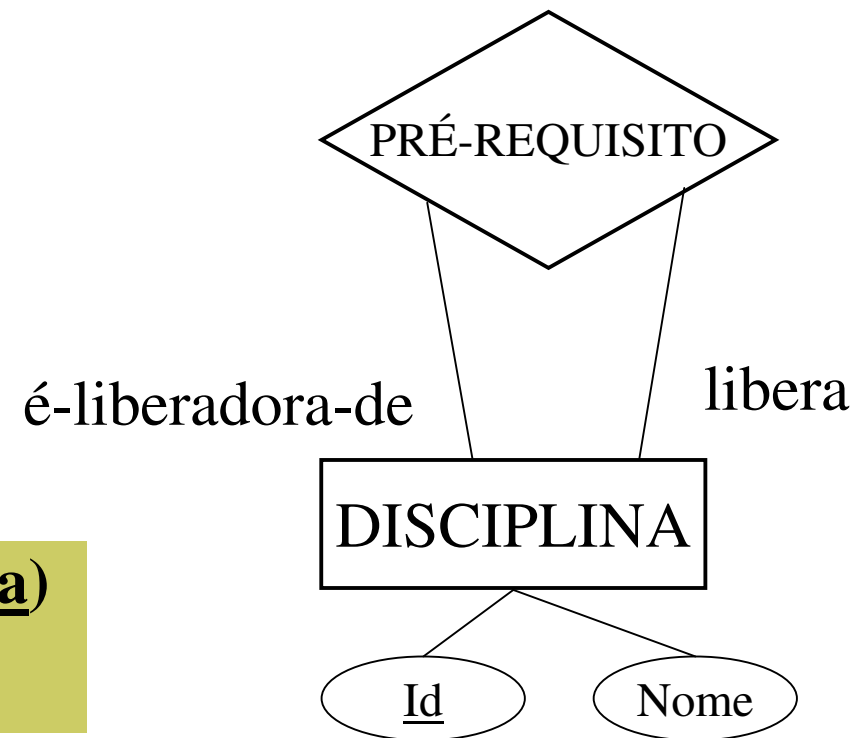 PRÉ-REQUISITO
é-liberadora-de
libera
DISCIPLINA
a)
Id
Nome